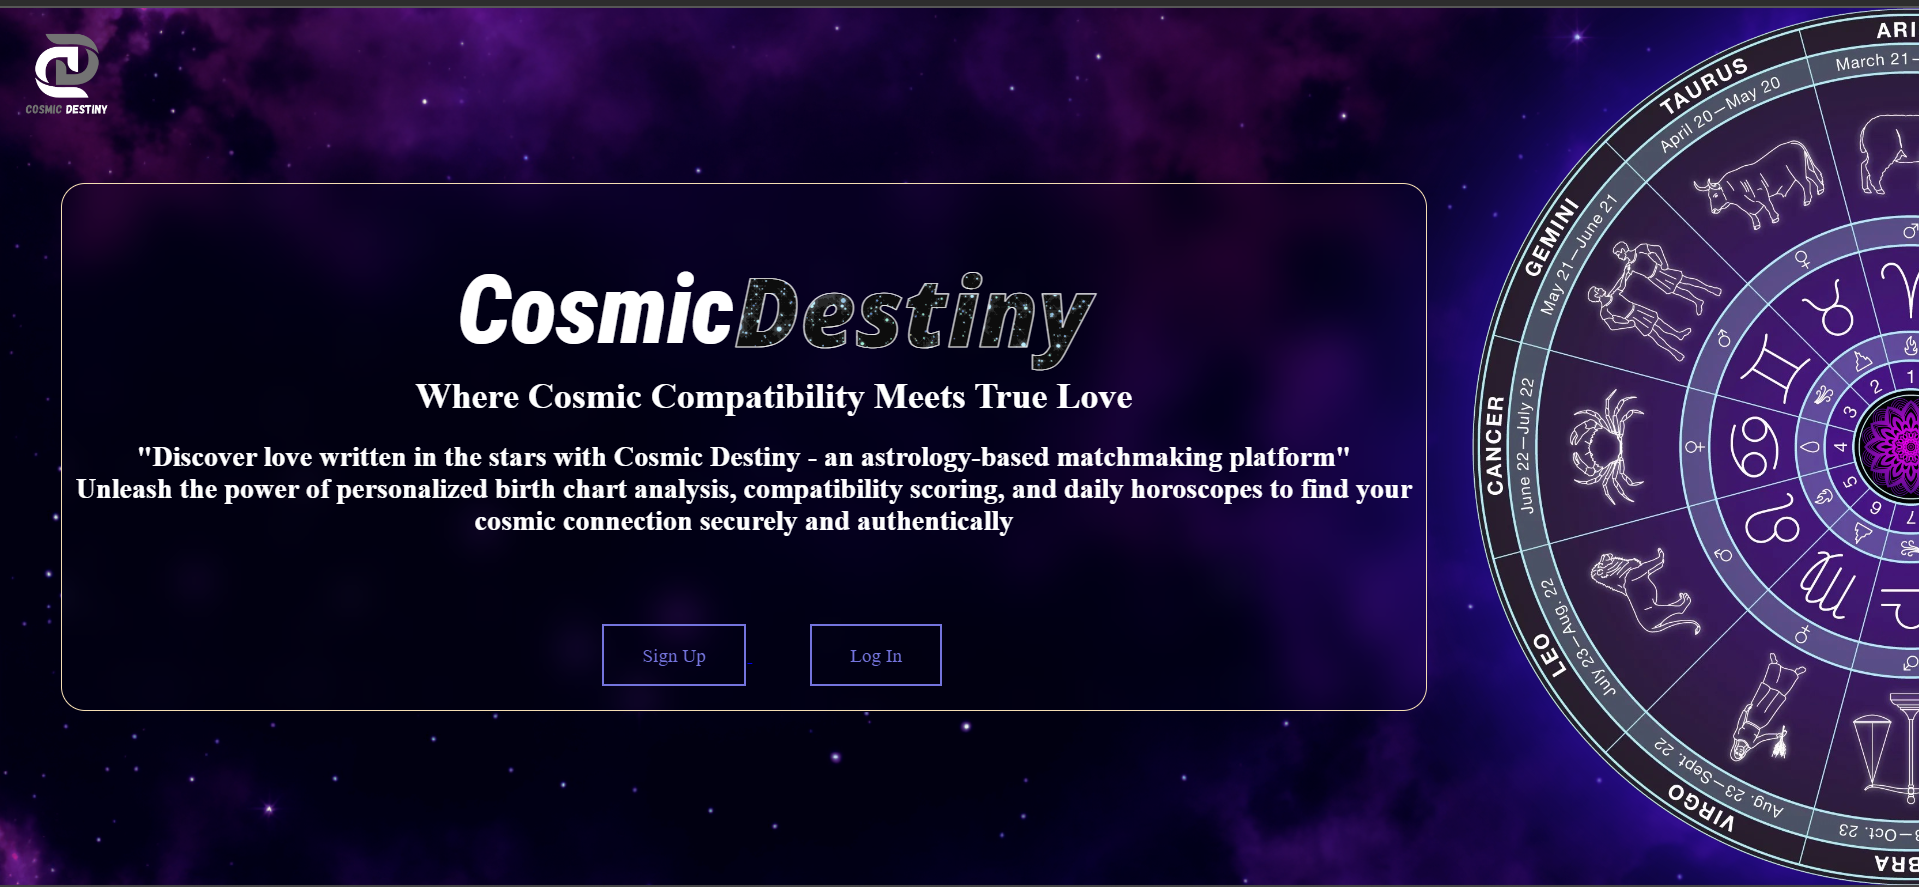 COSMIC DESTINY
CosmicDestiny
Where Cosmic Compatibility Meets True Love
"Discover love written in the stars with Cosmic Destiny - an astrology-based matchmaking platform"
Unleash the power of personalized birth chart analysis, compatibility scoring, and daily horoscopes to find your
cosmic connection securely and authentically
Sign Up
Log In
ARI
March 21–
TAURUS
April 20–May 20
GEMINI
May 21–June 21
CANCER
June 22–July 22
LEO
July 23–Aug. 22
VIRGO
Aug. 23–Sept. 22
3–Oct. 23
BRA
1
2
3
4
5
6
7